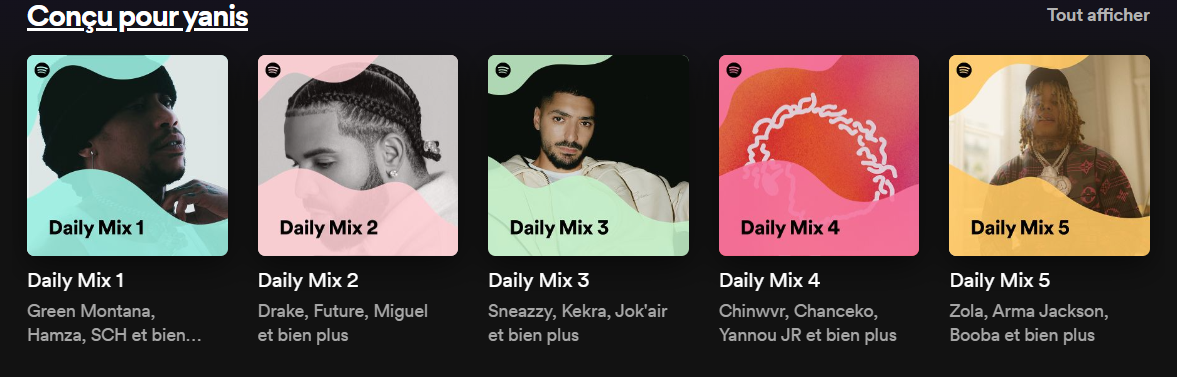 Conçu pour yanis
Tout afficher
Daily Mix 1
Daily Mix 2
Daily Mix 3
Daily Mix 4
Daily Mix 5
Daily Mix 1
Green Montana,
Hamza, SCH et bien...
Daily Mix 2
Drake, Future, Miguel
et bien plus
Daily Mix 3
Sneazzy, Kekra, Jok'air
et bien plus
Daily Mix 4
Chinwvr, Chanceko,
Yannou JR et bien plus
Daily Mix 5
Zola, Arma Jackson,
Booba et bien plus